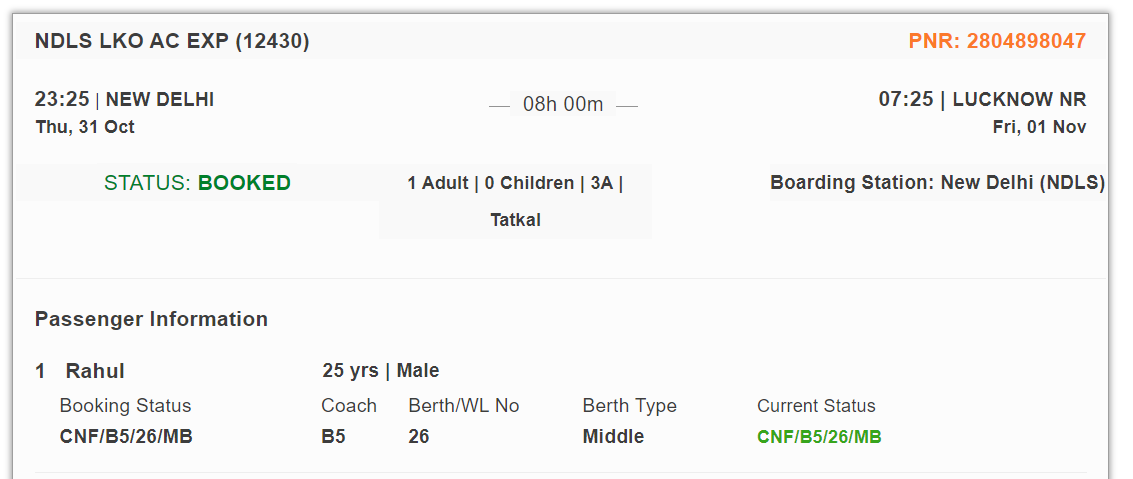 NDLS LKO AC EXP (12430) PNR: 2804898047
23:25 | NEW DELHI — 08h 00m — 07:25 | LUCKNOW NR
Thu, 31 Oct Fri, 01 Nov
STATUS: BOOKED 1 Adult | 0 Children | 3A | Boarding Station: New Delhi (NDLS)
Tatkal
Passenger Information
1 Rahul 25 yrs | Male
Booking Status Coach Berth/WL No Berth Type Current Status
CNF/B5/26/MB B5 26 Middle CNF/B5/26/MB